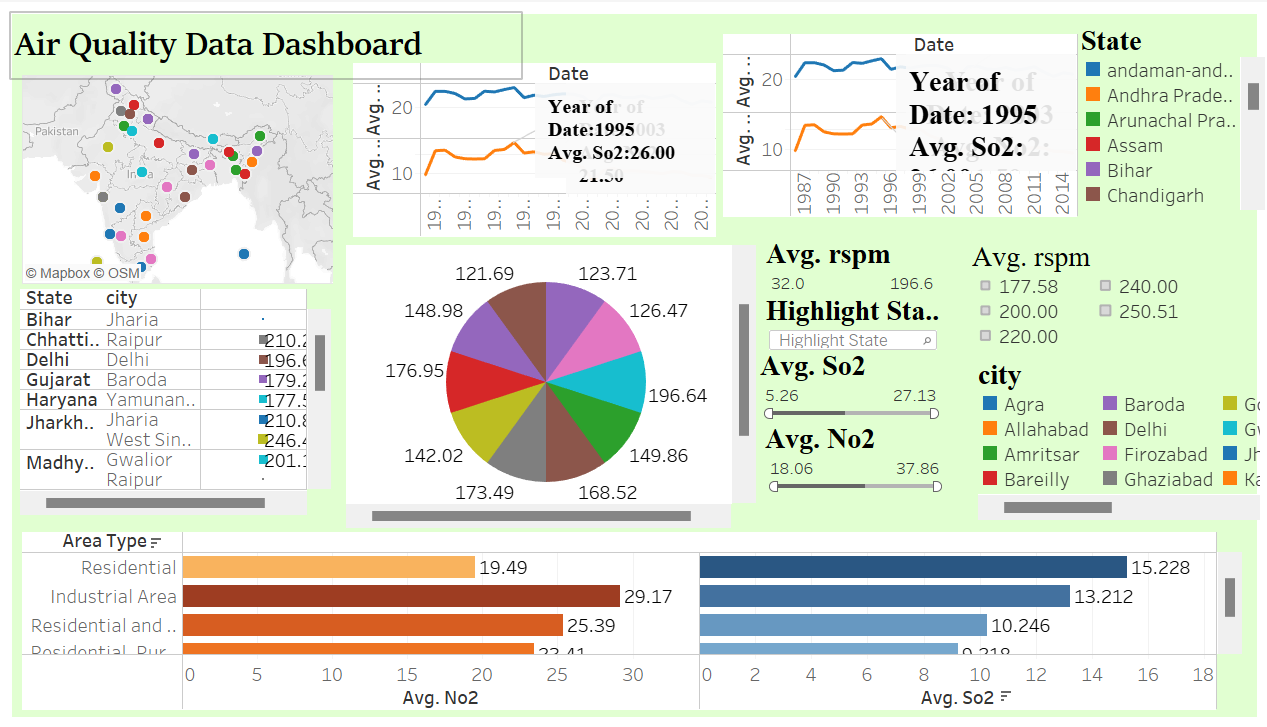 Air Quality Data Dashboard
Pakistan
© Mapbox © OSM
Date
Avg. ..
20
Avg. ...
10
Year of
Date:1995
Avg. So2:26.00
21.50
19.. 19.. 19.. 19.. 19.. 20.. 20.. 20.. 20.. 20..
Date
Avg. ...
20
Avg. ..
10
Year of
Date: 1995
Avg. So2:
1987 1990 1993 1996 1999 2002 2005 2008 2011 2014
State
andaman-and..
Andhra Prade..
Arunachal Pra..
Assam
Bihar
Chandigarh
State city
Bihar Jharia
Chhatti.. Raipur 210.2
Delhi Delhi 196.6
Gujarat Baroda 179.2
Haryana Yamunan.. 177.5
Jharkh.. Jharia 210.8
West Sin.. 246.4
Madhy.. Gwalior 201.1
Raipur
121.69 123.71
148.98 126.47
176.95 196.64
142.02 149.86
173.49 168.52
Avg. rspm
32.0 196.6
Highlight Sta..
Highlight State
Avg. So2
5.26 27.13
Avg. No2
18.06 37.86
Avg. rspm
177.58 240.00
200.00 250.51
220.00
city
Agra Baroda
Allahabad Delhi
Amritsar Firozabad Jh
Bareilly Ghaziabad Ka
Area Type
Residential 19.49 15.228
Industrial Area 29.17 13.212
Residential and .. 25.39 10.246
0 5 10 15 20 25 30 0 2 4 6 8 10 12 14 16 18
Avg. No2 Avg. So2